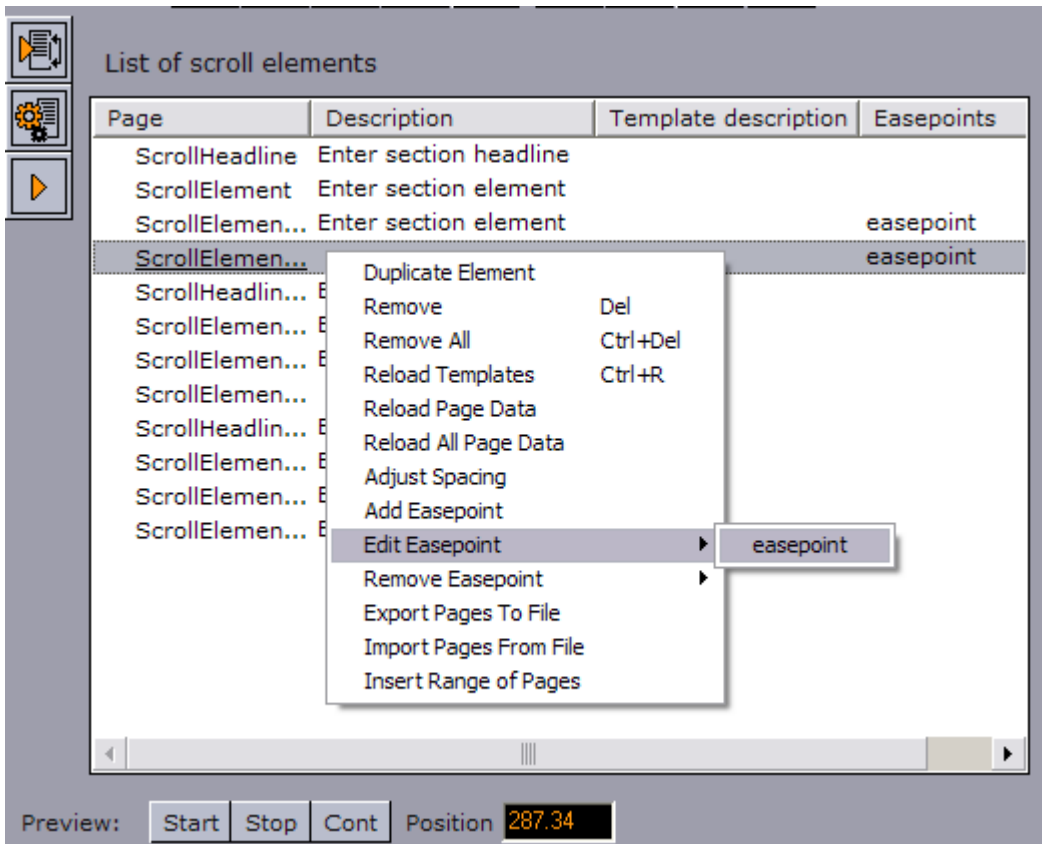 List of scroll elements
Page Description Template description Easepoints
ScrollHeadline Enter section headline
ScrollElement Enter section element
ScrollElemen... Enter section element easepoint
ScrollElemen... easepoint
ScrollHeadlin... E
ScrollElemen... E
ScrollElemen... E
ScrollElemen...
ScrollHeadlin... E
ScrollElemen... E
ScrollElemen... E
ScrollElemen... E
Duplicate Element
Remove Del
Remove All Ctrl+Del
Reload Templates Ctrl+R
Reload Page Data
Reload All Page Data
Adjust Spacing
Add Easepoint
Edit Easepoint easepoint
Remove Easepoint
Export Pages To File
Import Pages From File
Insert Range of Pages
Preview: Start Stop Cont Position 287.34